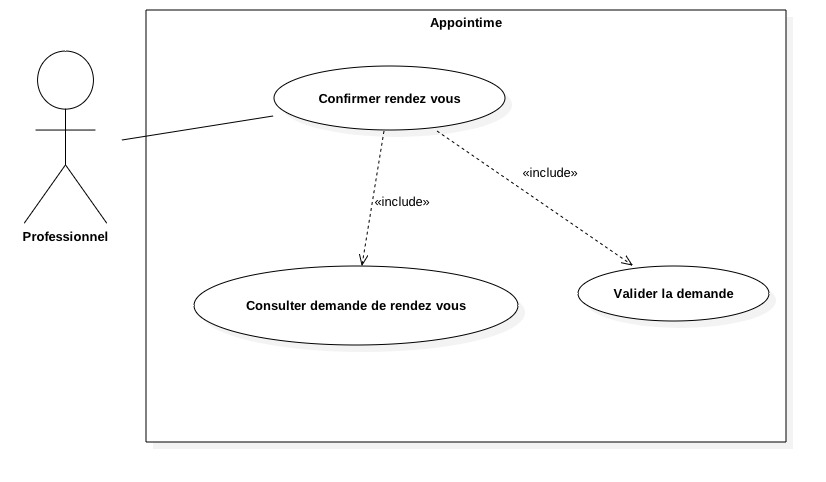 Appointime
Confirmer rendez vous
«include»
«include»
Professionnel
Consulter demande de rendez vous
Valider la demande